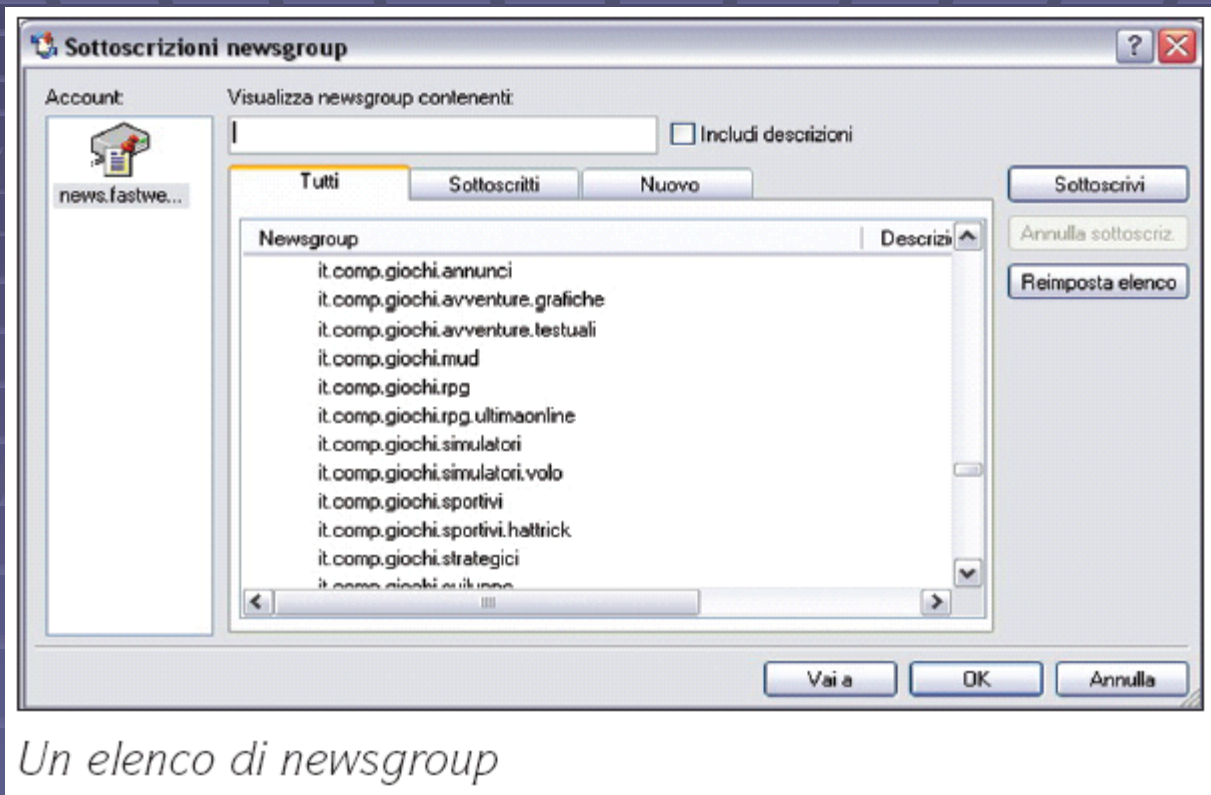 Sottoscrizioni newsgroup
Account:
Visualizza newsgroup contenenti:
Includi descrizioni
news.fastwe...
Tutti
Sottoscritti
Nuovo
Sottoscrivi
Annulla sottoscriz.
Reimposta elenco
Newsgroup
Descrizi
it.comp.giochi.annunci
it.comp.giochi.avventure.grafiche
it.comp.giochi.avventure.testuali
it.comp.giochi.mud
it.comp.giochi.rpg
it.comp.giochi.rpg.ultimaonline
it.comp.giochi.simulatori
it.comp.giochi.simulatori.volo
it.comp.giochi.sportivi
it.comp.giochi.sportivi.hattrick
it.comp.giochi.strategici
it.comp.giochi.sviluppo
Vai a
OK
Annulla
Un elenco di newsgroup